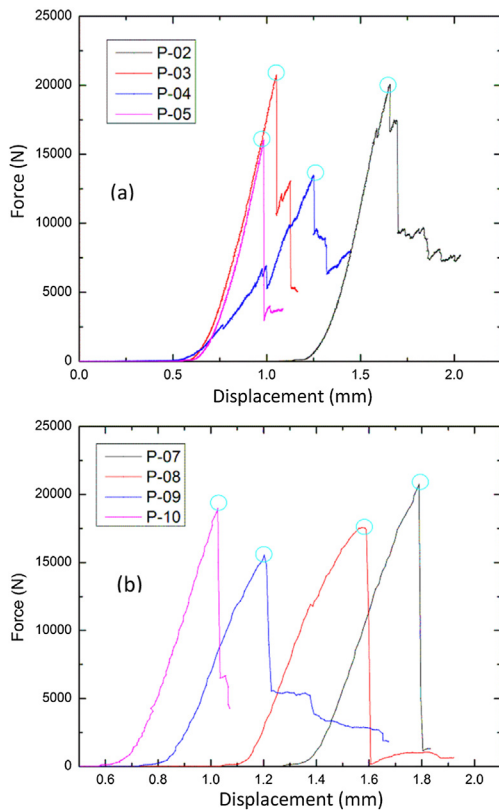 25000
20000
15000
10000
5000
0
Force (N)
P-02
P-03
P-04
P-05
(a)
0.0 0.5 1.0 1.5 2.0
Displacement (mm)
25000
20000
15000
10000
5000
0
Force (N)
P-07
P-08
P-09
P-10
(b)
0.6 0.8 1.0 1.2 1.4 1.6 1.8 2.0
Displacement (mm)